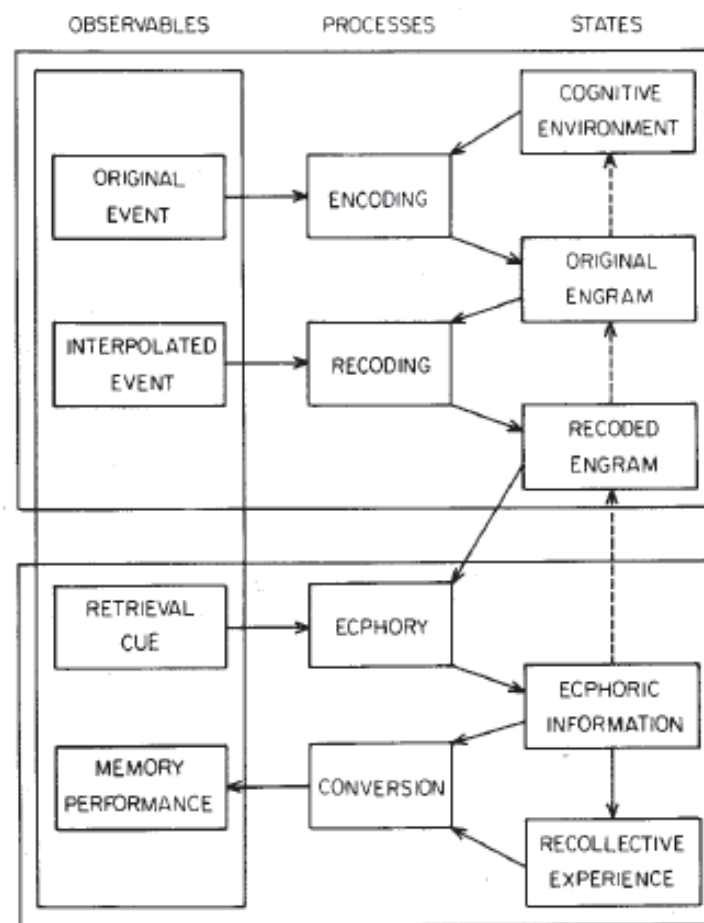 OBSERVABLES PROCESSES STATES
COGNITIVE
ENVIRONMENT
ORIGINAL
EVENT
ENCODING
ORIGINAL
ENGRAM
INTERPOLATED
EVENT
RECODING
RECODED
ENGRAM
RETRIEVAL
CUE
ECPHORY
ECPHORIC
INFORMATION
MEMORY
PERFORMANCE
CONVERSION
RECOLLECTIVE
EXPERIENCE